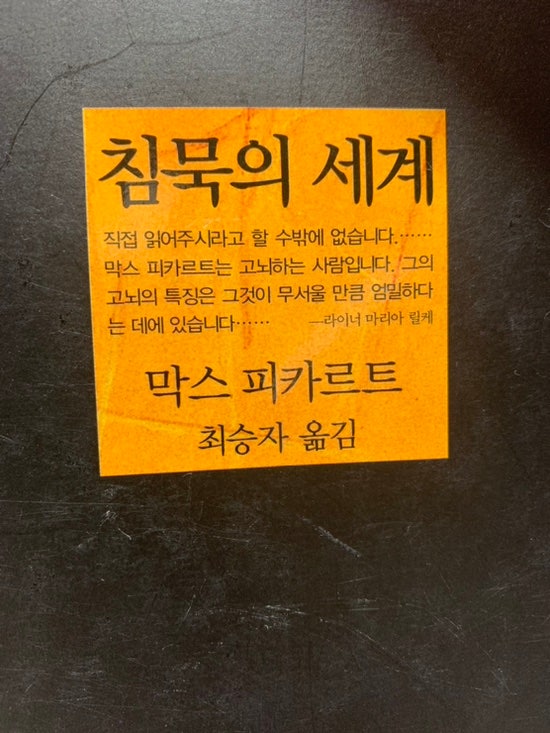 침묵의 세계
직접 읽어주시라고 할 수밖에 없습니다.……
막스 피카르트는 고뇌하는 사람입니다. 그의
고뇌의 특징은 그것이 무서울 만큼 엄밀하다
는 데에 있습니다…… —라이너 마리아 릴케
막스 피카르트
최승자 옮김